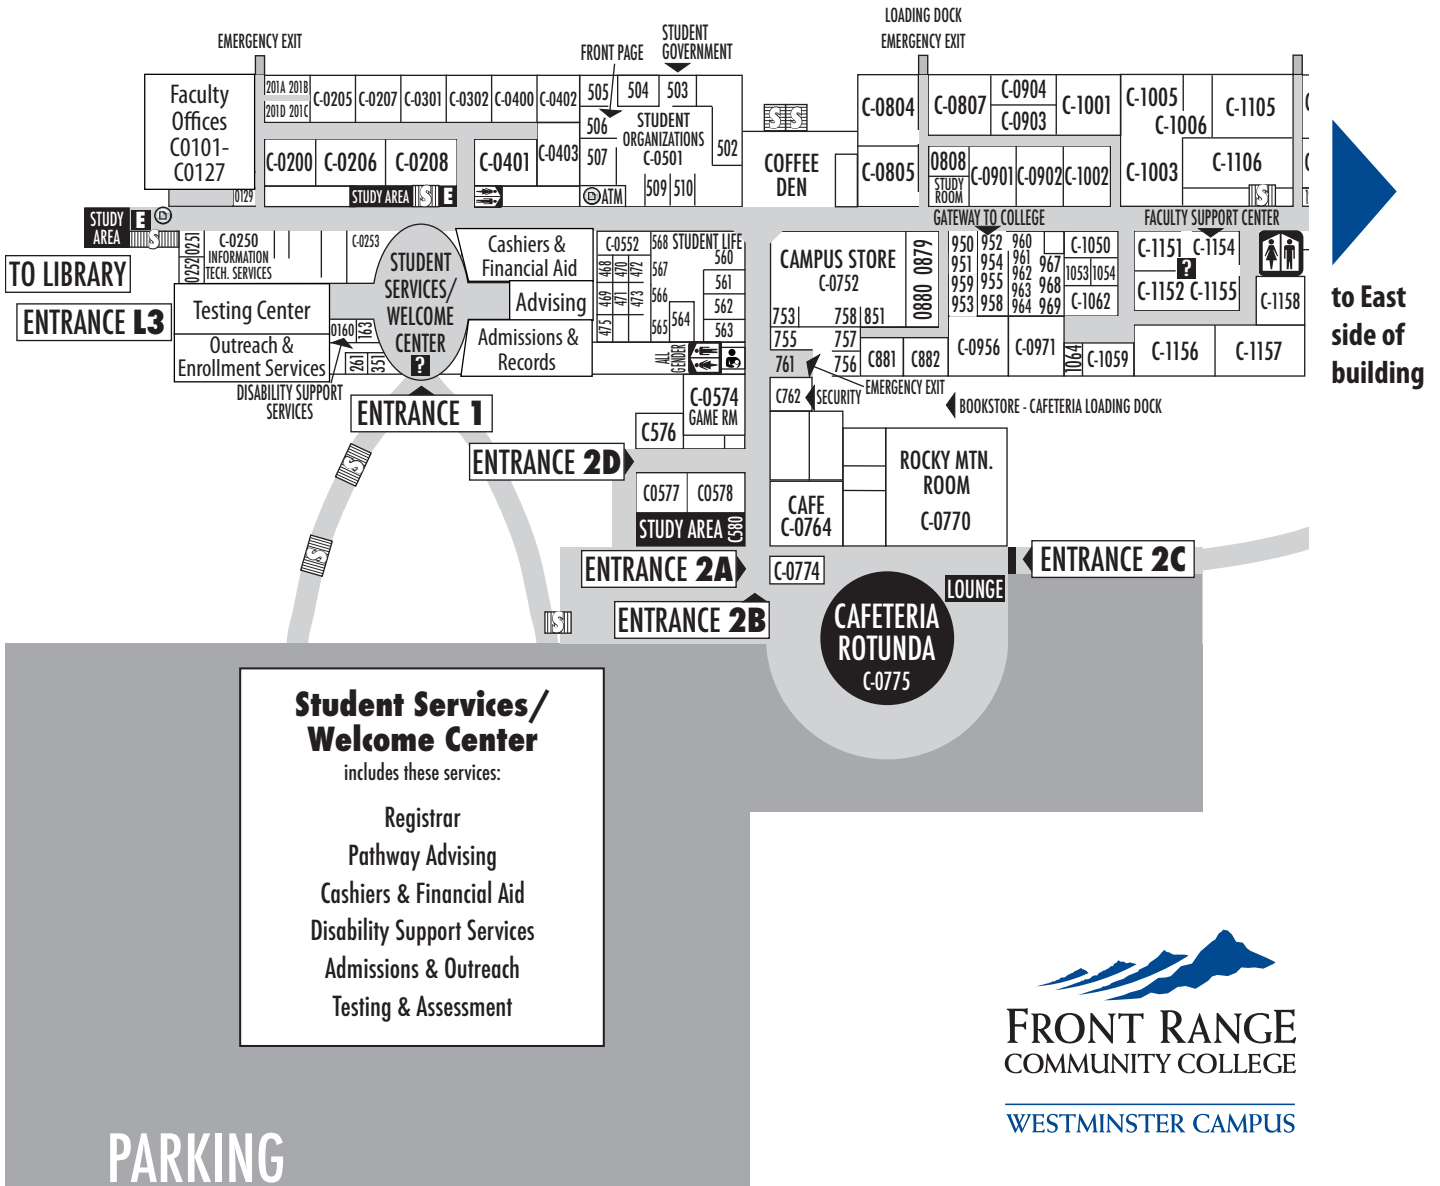 LOADING DOCK
EMERGENCY EXIT
EMERGENCY EXIT
FRONT PAGE
STUDENT
GOVERNMENT
Faculty
Offices
C0101-
C0127
0129
201A 201B
201D 201C
C-0205
C-0207
C-0301
C-0302
C-0400
C-0402
C-0200
C-0206
C-0208
C-0401
C-0403
STUDY AREA
E
505
504
503
506
507
STUDENT
ORGANIZATIONS
C-0501
502
509
510
ATM
COFFEE
DEN
C-0804
C-0805
C-0807
C-0904
C-0903
C-1001
0808
STUDY
ROOM
C-0901
C-0902
C-1002
C-1005
C-1006
C-1003
C-1105
C-1106
GATEWAY TO COLLEGE
FACULTY SUPPORT CENTER
STUDY
AREA
E
TO LIBRARY
ENTRANCE L3
0252
0251
C-0250
INFORMATION
TECH. SERVICES
C-0253
Testing Center
Outreach &
Enrollment Services
0160
163
261
351
DISABILITY SUPPORT
SERVICES
STUDENT
SERVICES/
WELCOME
CENTER
?
Cashiers &
Financial Aid
Advising
Admissions &
Records
ENTRANCE 1
C-0552
468
470
472
469
471
473
475
568
567
566
565
564
STUDENT LIFE
560
561
562
563
ALL
GENDER
C-0574
GAME RM
C576
ENTRANCE 2D
C0577
C0578
STUDY AREA
C580
ENTRANCE 2A
ENTRANCE 2B
CAMPUS STORE
C-0752
0880
0879
753
758
851
755
757
761
756
C881
C882
EMERGENCY EXIT
C762
SECURITY
BOOKSTORE - CAFETERIA LOADING DOCK
950
951
959
953
952
954
955
958
960
961
962
963
964
967
968
969
C-0956
C-0971
C-1050
1053
1054
C-1062
1064
C-1059
C-1151
C-1154
?
C-1152
C-1155
C-1156
C-1157
C-1158
to East
side of
building
CAFE
C-0764
ROCKY MTN.
ROOM
C-0770
C-0774
LOUNGE
ENTRANCE 2C
CAFETERIA
ROTUNDA
C-0775
Student Services/
Welcome Center
includes these services:
Registrar
Pathway Advising
Cashiers & Financial Aid
Disability Support Services
Admissions & Outreach
Testing & Assessment
PARKING
FRONT RANGE
COMMUNITY COLLEGE
WESTMINSTER CAMPUS